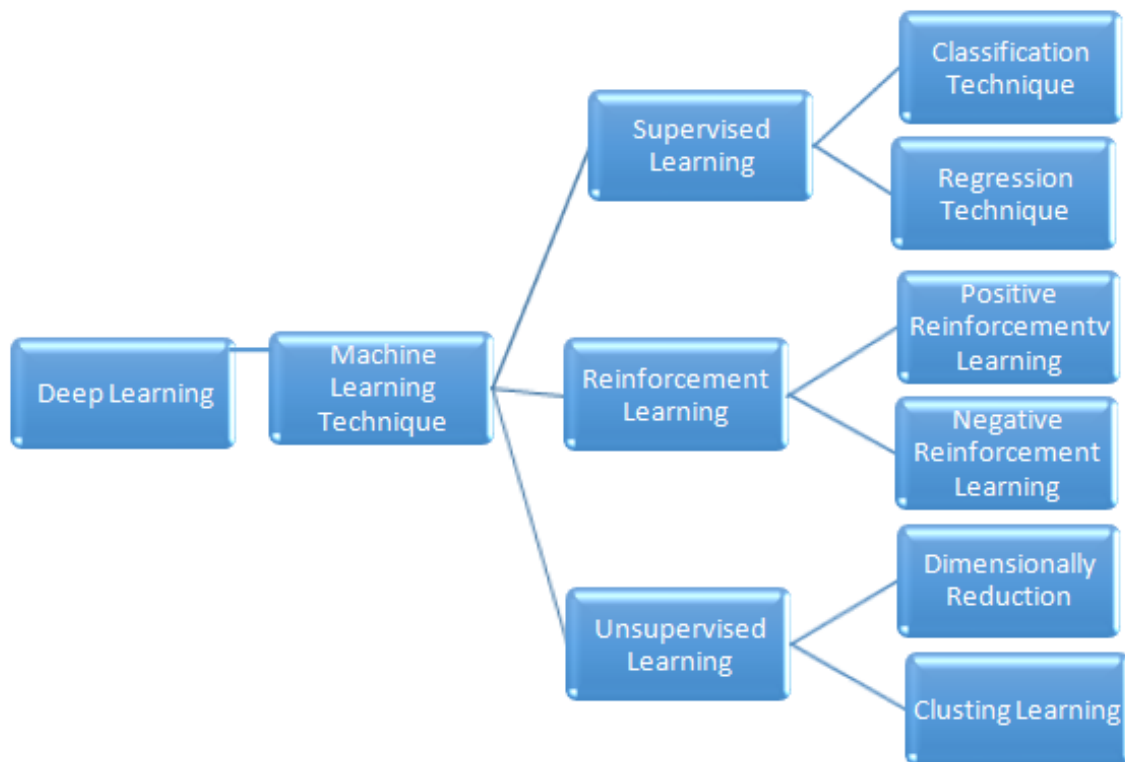 Deep Learning
Machine
Learning
Technique
Supervised
Learning
Classification
Technique
Regression
Technique
Reinforcement
Learning
Positive
Reinforcementv
Learning
Negative
Reinforcement
Learning
Unsupervised
Learning
Dimensionally
Reduction
Clusting Learning